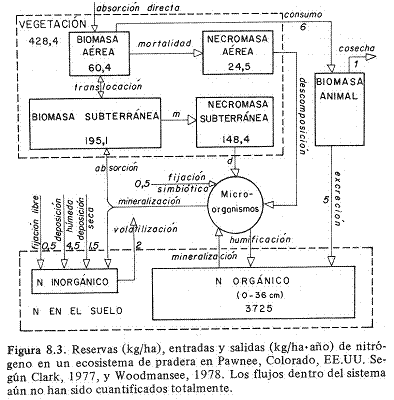 absorción directa
VEGETACIÓN
428,4
BIOMASA
AÉREA
60,4
mortalidad
NECROMASA
AÉREA
24,5
consumo
6
cosecha
1
translocación
BIOMASA SUBTERRÁNEA
195,1
m
NECROMASA
SUBTERRÁNEA
148,4
descomposición
BIOMASA
ANIMAL
absorción
d
0,5
fijación
simbiótica
Micro-
organismos
mineralización
excreción
5
fijación libre
0,5
deposición
húmeda
4,5
deposición
seca
1,5
volatilización
2
humificación
mineralización
N INORGÁNICO
N EN EL SUELO
N ORGÁNICO
(0-36 cm)
3725
Figura 8.3. Reservas (kg/ha), entradas y salidas (kg/ha·año) de nitró-
geno en un ecosistema de pradera en Pawnee, Colorado, EE.UU. Se-
gún Clark, 1977, y Woodmansee, 1978. Los flujos dentro del sistema
aún no han sido cuantificados totalmente.